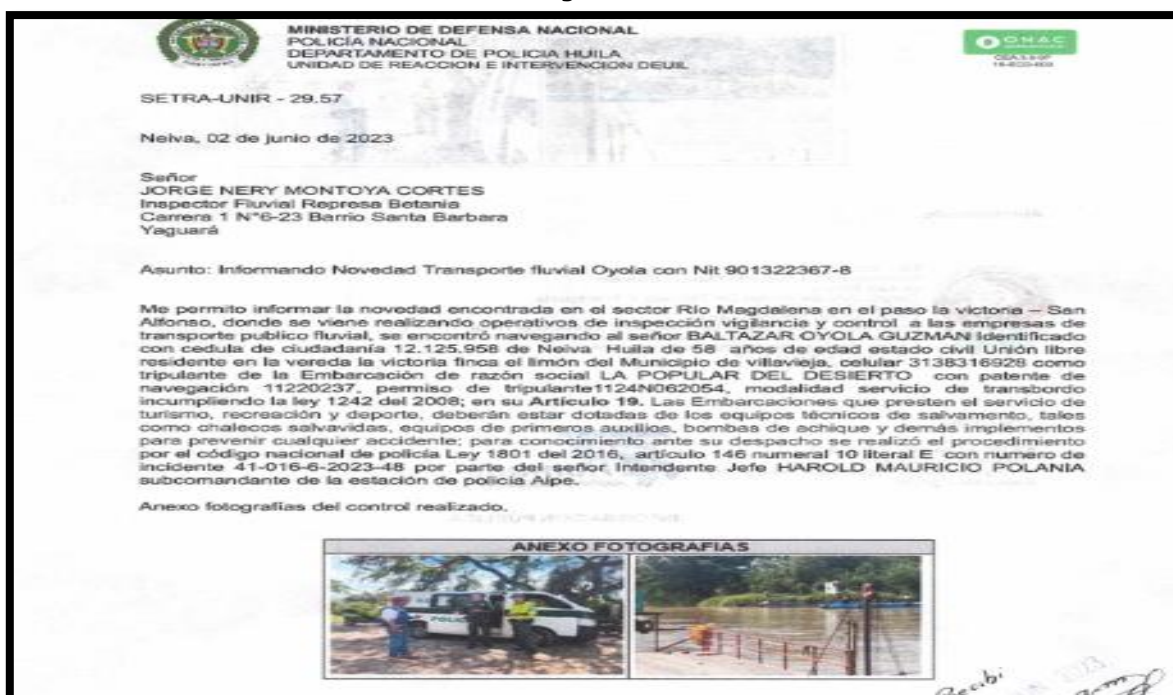 MINISTERIO DE DEFENSA NACIONAL
POLICÍA NACIONAL
DEPARTAMENTO DE POLICIA HUILA
UNIDAD DE REACCION E INTERVENCIÓN DEUIL
ONAC
SETRA-UNIR - 29.57
Neiva, 02 de junio de 2023
Señor
JORGE NERY MONTOYA CORTES
Inspector Fluvial Represa Betania
Carrera 1 N°6-23 Barrio Santa Barbara
Yaguará
Asunto: Informando Novedad Transporte fluvial Oyola con Nit 901322367-8
Me permito informar la novedad encontrada en el sector Río Magdalena en el paso la victoria – San
Alfonso, donde se viene realizando operativos de inspección vigilancia y control a las empresas de
transporte publico fluvial, se encontró navegando al señor BALTAZAR OYOLA GUZMAN Identificado
con cedula de ciudadanía 12.125.958 de Neiva Huila de 58 años de edad estado civil Unión libre
residente en la vereda la victoria finca el limón del Municipio de villavieja, celular 3138316928 como
tripulante de la Embarcación de razón social LA POPULAR DEL DESIERTO con patente de
navegación 11220237, permiso de tripulante1124N062054, modalidad servicio de transbordo
incumpliendo la ley 1242 del 2008; en su Artículo 19. Las Embarcaciones que presten el servicio de
turismo, recreación y deporte, deberán estar dotadas de los equipos técnicos de salvamento, tales
como chalecos salvavidas, equipos de primeros auxilios, bombas de achique y demás implementos
para prevenir cualquier accidente; para conocimiento ante su despacho se realizó el procedimiento
por el código nacional de policía Ley 1801 del 2016, artículo 146 numeral 10 literal E con numero de
incidente 41-016-6-2023-48 por parte del señor Intendente Jefe HAROLD MAURICIO POLANIA
subcomandante de la estación de policía Aipe.
Anexo fotografías del control realizado.
ANEXO FOTOGRAFIAS
POLICIA
Recibi
2023